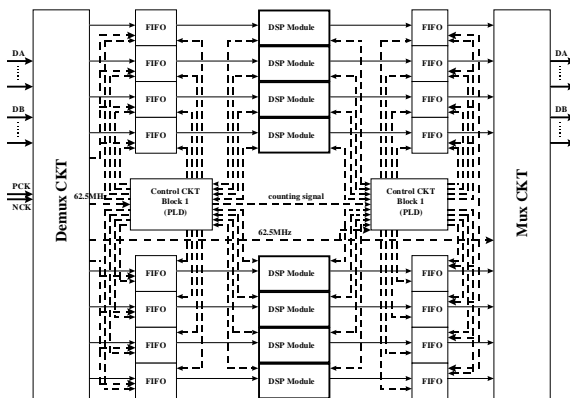 FIFO DSP Module FIFO
DA DA
FIFO DSP Module FIFO
FIFO DSP Module FIFO
DB DB
FIFO DSP Module FIFO
Demux CKT
Mux CKT
PCK
NCK
62.5MHz
Control CKT
Block 1
(PLD)
counting signal
Control CKT
Block 1
(PLD)
62.5MHz
FIFO DSP Module FIFO
FIFO DSP Module FIFO
FIFO DSP Module FIFO
FIFO DSP Module FIFO